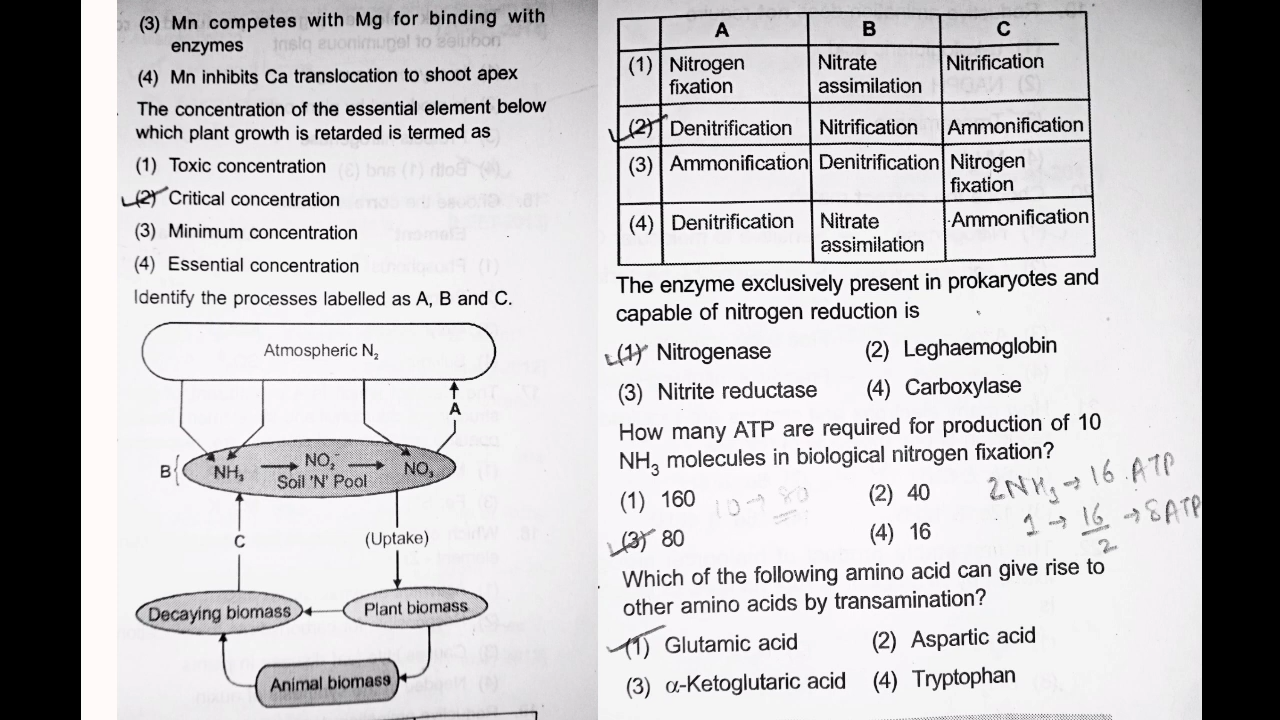 (3) Mn competes with Mg for binding with
enzymes
(4) Mn inhibits Ca translocation to shoot apex
The concentration of the essential element below
which plant growth is retarded is termed as
(1) Toxic concentration
(2) Critical concentration
(3) Minimum concentration
(4) Essential concentration
Identify the processes labelled as A, B and C.
Atmospheric N₂
A
B{ NH₃ → NO₂⁻ → NO₃
Soil 'N' Pool
C
(Uptake)
Decaying biomass
Plant biomass
Animal biomass
A B C
(1) Nitrogen fixation Nitrate assimilation Nitrification
(2) Denitrification Nitrification Ammonification
(3) Ammonification Denitrification Nitrogen fixation
(4) Denitrification Nitrate assimilation Ammonification
The enzyme exclusively present in prokaryotes and
capable of nitrogen reduction is
(1) Nitrogenase (2) Leghaemoglobin
(3) Nitrite reductase (4) Carboxylase
How many ATP are required for production of 10
NH₃ molecules in biological nitrogen fixation?
(1) 160 10 → 80 (2) 40 2NH₃ → 16 ATP
(3) 80 (4) 16 1 → 16/2 → 8ATP
Which of the following amino acid can give rise to
other amino acids by transamination?
(1) Glutamic acid (2) Aspartic acid
(3) α-Ketoglutaric acid (4) Tryptophan